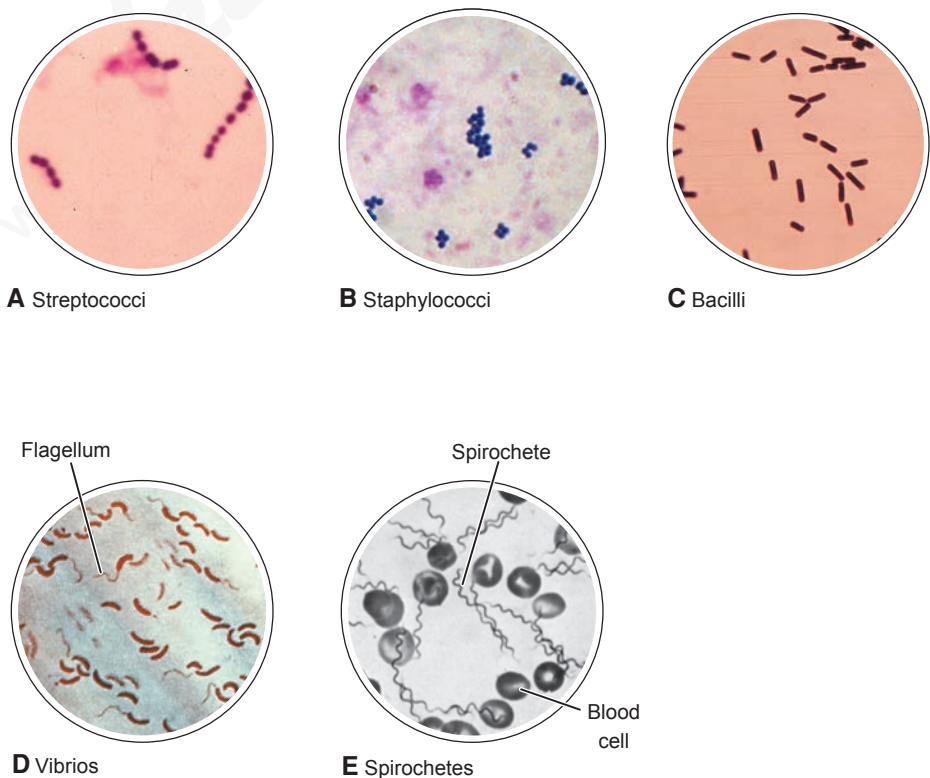 A Streptococci
B Staphylococci
C Bacilli
Flagellum
Spirochete
Blood
cell
D Vibrios
E Spirochetes